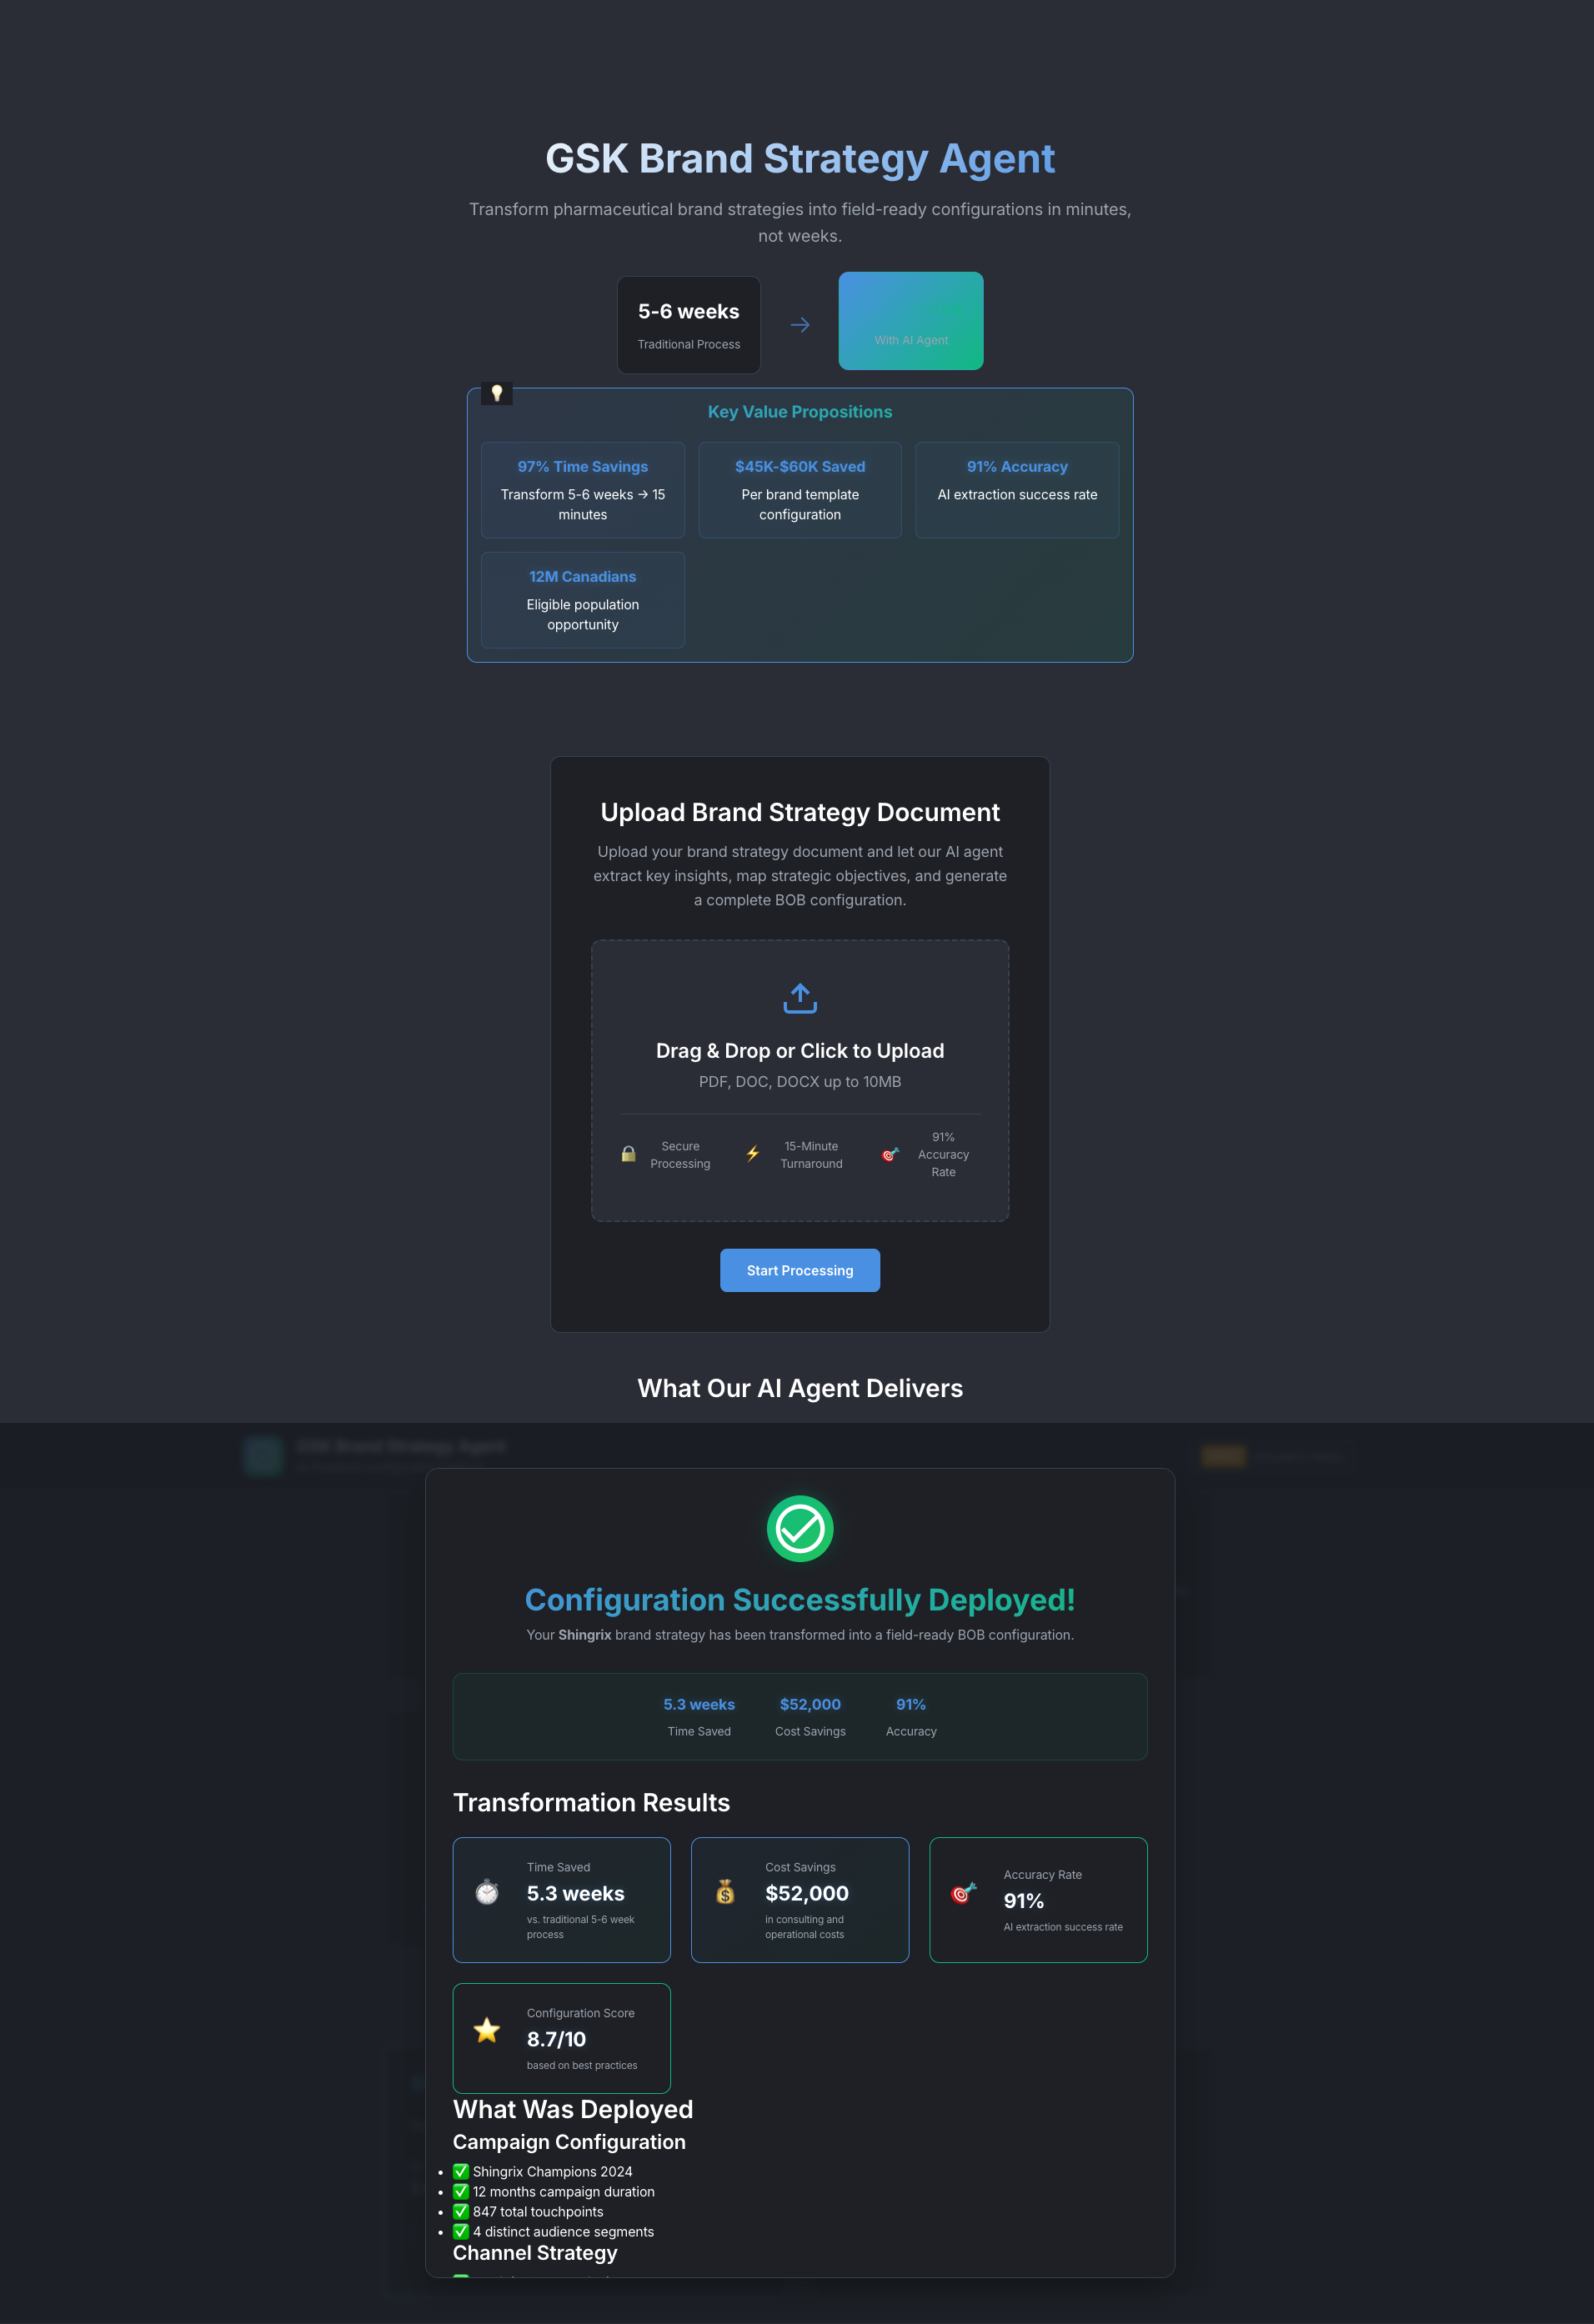 GSK Brand Strategy Agent
Transform pharmaceutical brand strategies into field-ready configurations in minutes,
not weeks.
5-6 weeks
Traditional Process
→
With AI Agent
Key Value Propositions
97% Time Savings
Transform 5-6 weeks → 15
minutes
$45K-$60K Saved
Per brand template
configuration
91% Accuracy
AI extraction success rate
12M Canadians
Eligible population
opportunity
Upload Brand Strategy Document
Upload your brand strategy document and let our AI agent
extract key insights, map strategic objectives, and generate
a complete BOB configuration.
Drag & Drop or Click to Upload
PDF, DOC, DOCX up to 10MB
Secure
Processing
15-Minute
Turnaround
91%
Accuracy
Rate
Start Processing
What Our AI Agent Delivers
GSK Brand Strategy Agent
Configuration Successfully Deployed!
Your Shingrix brand strategy has been transformed into a field-ready BOB configuration.
5.3 weeks
Time Saved
$52,000
Cost Savings
91%
Accuracy
Transformation Results
Time Saved
5.3 weeks
vs. traditional 5-6 week
process
Cost Savings
$52,000
in consulting and
operational costs
Accuracy Rate
91%
AI extraction success rate
Configuration Score
8.7/10
based on best practices
What Was Deployed
Campaign Configuration
• ✅ Shingrix Champions 2024
• ✅ 12 months campaign duration
• ✅ 847 total touchpoints
• ✅ 4 distinct audience segments
Channel Strategy